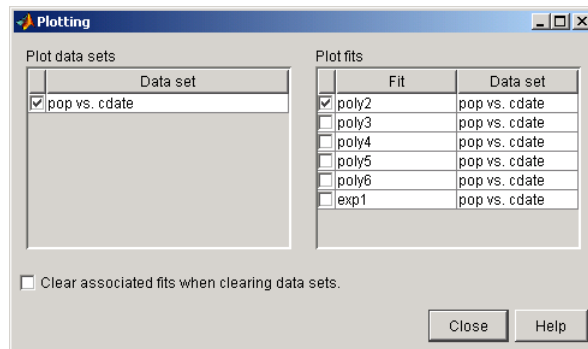 Plotting
Plot data sets
Data set
pop vs. cdate
Plot fits
Fit Data set
poly2 pop vs. cdate
poly3 pop vs. cdate
poly4 pop vs. cdate
poly5 pop vs. cdate
poly6 pop vs. cdate
exp1 pop vs. cdate
Clear associated fits when clearing data sets.
Close Help